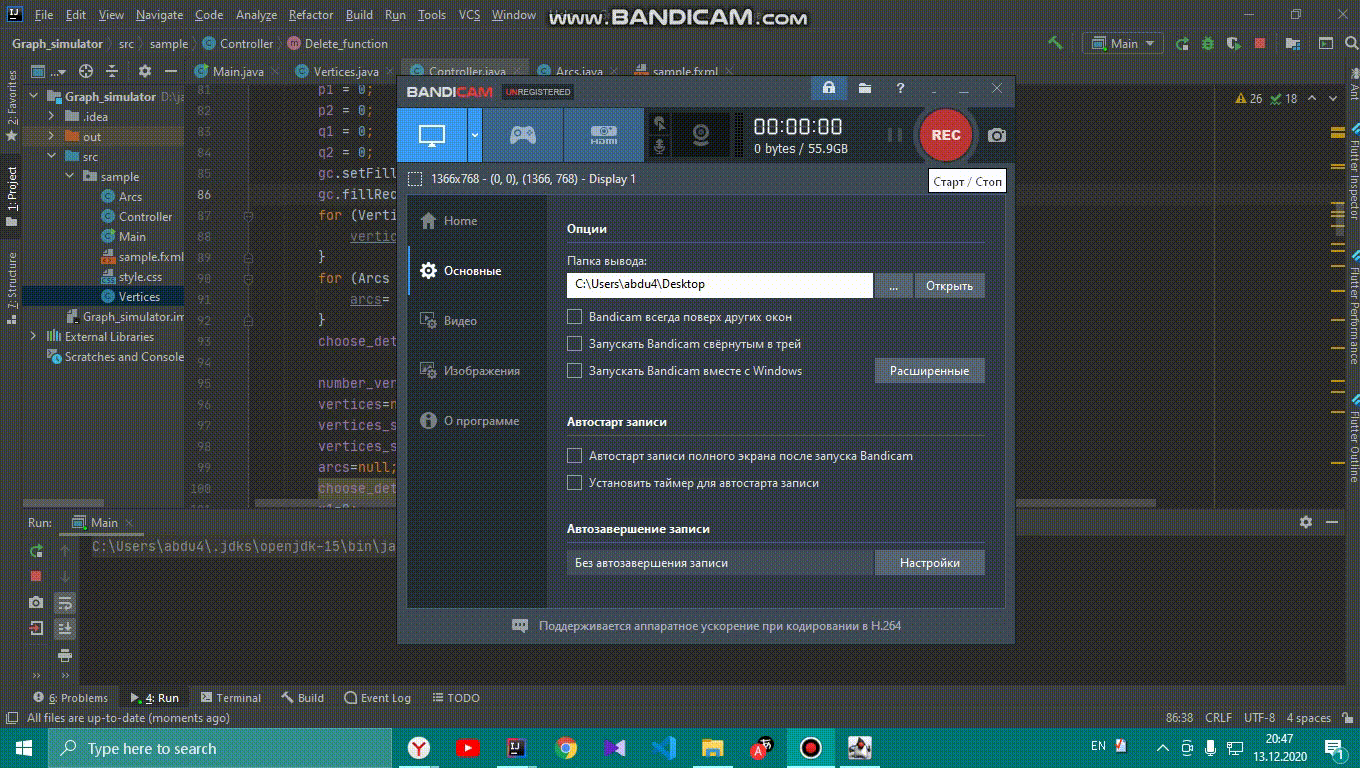 File Edit View Navigate Code Analyze Refactor Build Run Tools VCS Window
www.BANDICAM.com
Graph_simulator src sample Controller Delete_function
Main
Main.java Vertices.java Controller.java Arcs.java sample.fxml
BANDICAM UNREGISTERED
?
HDMI
00:00:00
0 bytes / 55.9GB
REC
1366x768 - (0, 0), (1366, 768) - Display 1
Старт / Стоп
Home
Основные
Видео
Изображения
О программе
Опции
Папка вывода:
C:\Users\abdu4\Desktop
...
Открыть
Bandicam всегда поверх других окон
Запускать Bandicam свёрнутым в трей
Запускать Bandicam вместе с Windows
Расширенные
Автостарт записи
Автостарт записи полного экрана после запуска Bandicam
Установить таймер для автостарта записи
Автозавершение записи
Без автозавершения записи
Настройки
Поддерживается аппаратное ускорение при кодировании в H.264
2: Favorites
1: Project
7: Structure
Graph_simulator D:\ja
.idea
out
src
sample
Arcs
Controller
Main
sample.fxml
style.css
Vertices
Graph_simulator.im
External Libraries
Scratches and Console
81 p1 = 0;
82 p2 = 0;
83 q1 = 0;
84 q2 = 0;
85 gc.setFill
86 gc.fillRec
87 for (Verti
88 vertic
89 }
90 for (Arcs
91 arcs=
92 }
93 choose_det
94
95 number_ver
96 vertices=n
97 vertices_s
98 vertices_s
99 arcs=null;
100 choose_det
26 18
Ant
Flutter Inspector
Flutter Performance
Flutter Outline
Run: Main
C:\Users\abdu4\.jdks\openjdk-15\bin\ja
6: Problems 4: Run Terminal Build Event Log TODO
All files are up-to-date (moments ago)
86:38 CRLF UTF-8 4 spaces
Type here to search
EN
20:47
13.12.2020
1